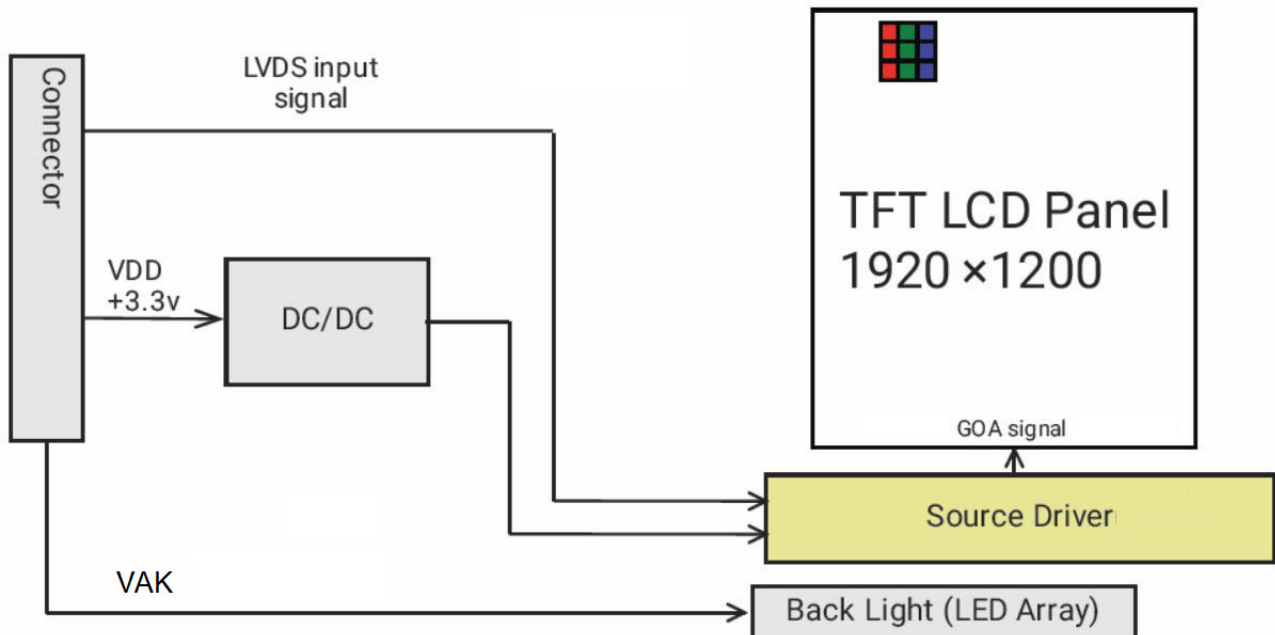 Connector
LVDS input
signal
VDD
+3.3v
DC/DC
TFT LCD Panel
1920 ×1200
GOA signal
Source Driver
VAK
Back Light (LED Array)